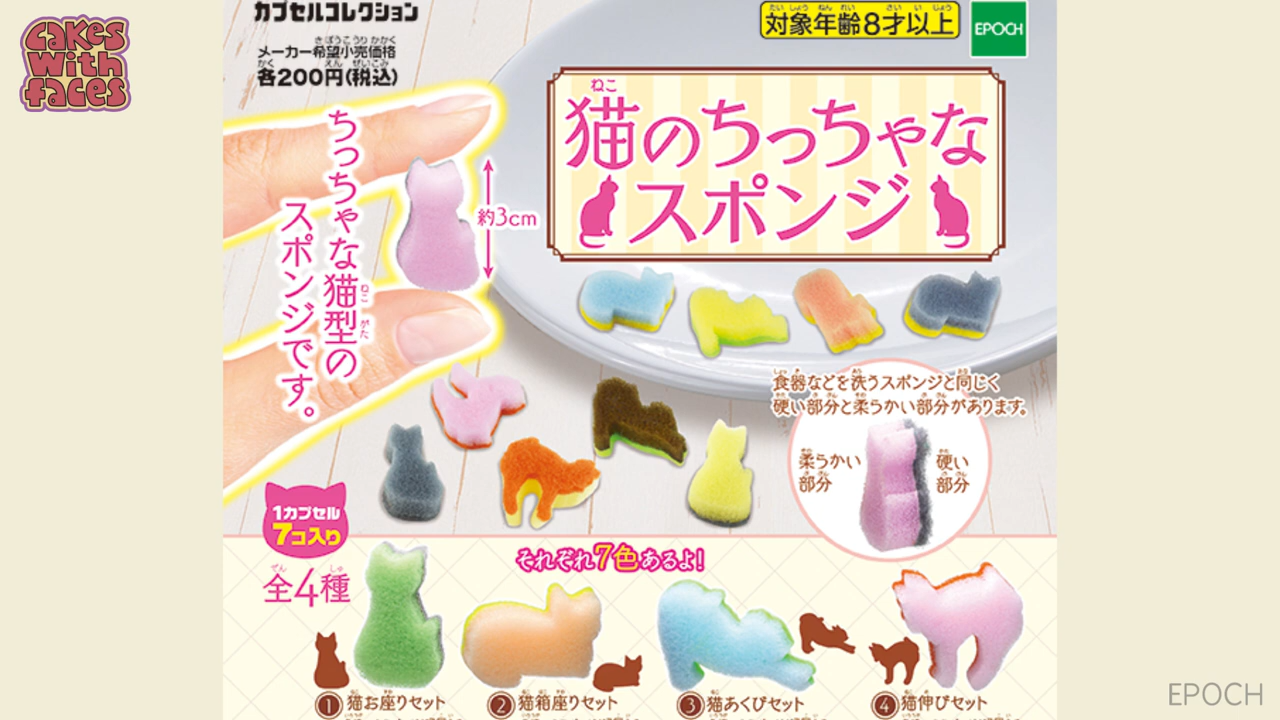 cakes
with
faces
カプセルコレクション
メーカー希望小売価格
各200円(税込)
対象年齢8才以上
EPOCH
猫のちっちゃな
スポンジ
ちっちゃな猫型の
スポンジです。
約3cm
食器などを洗うスポンジと同じく
硬い部分と柔らかい部分があります。
柔らかい
部分
硬い
部分
1カプセル
7コ入り
全4種
それぞれ7色あるよ!
1 猫お座りセット
2 猫箱座りセット
3 猫あくびセット
4 猫伸びセット
EPOCH